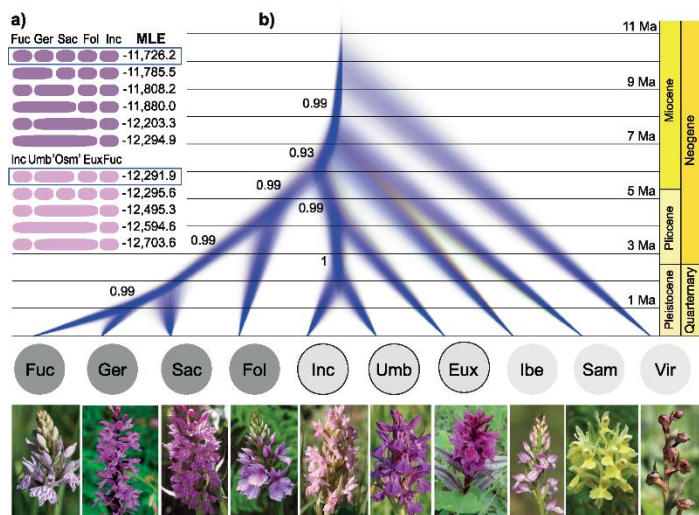 a)
Fuc Ger Sac Fol Inc MLE
-11,726.2
-11,785.5
-11,808.2
-11,880.0
-12,203.3
-12,294.9
Inc Umb 'Osm' Eux Fuc
-12,291.9
-12,295.6
-12,495.3
-12,594.6
-12,703.6
b)
11 Ma
9 Ma
7 Ma
5 Ma
3 Ma
1 Ma
0.99
0.93
0.99
0.99
0.99
1
0.99
Miocene
Pliocene
Pleistocene
Neogene
Quarternary
Fuc Ger Sac Fol Inc Umb Eux Ibe Sam Vir